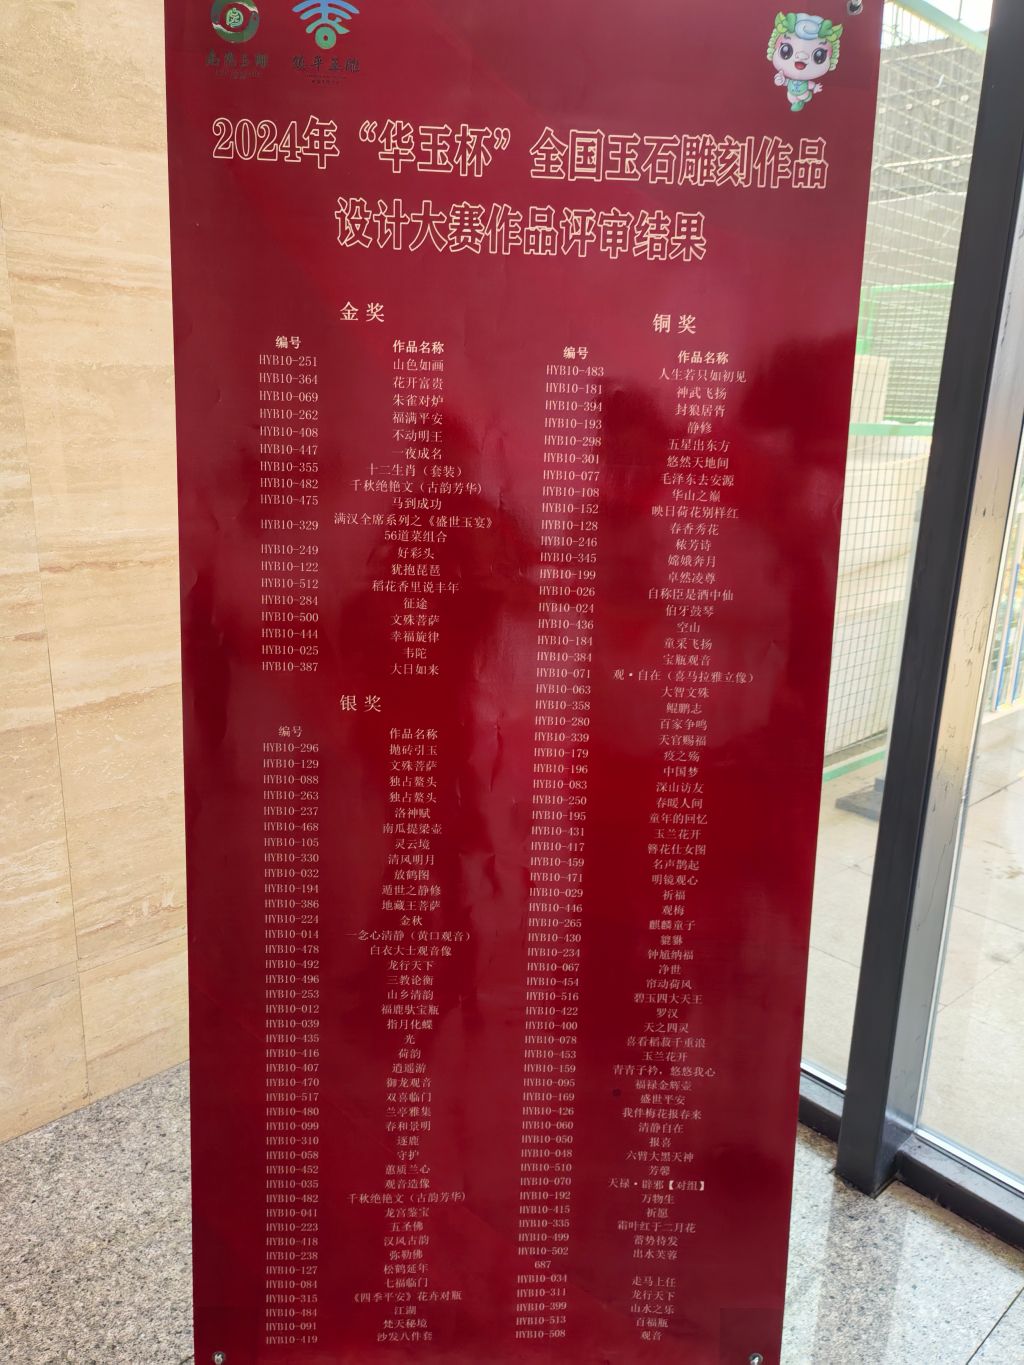 2024年“华玉杯”全国玉石雕刻作品
设计大赛作品评审结果
金奖
编号 作品名称
HYB10-251 山色如画
HYB10-364 花开富贵
HYB10-069 朱雀对炉
HYB10-262 福满平安
HYB10-408 不动明王
HYB10-447 一夜成名
HYB10-355 十二生肖（套装）
HYB10-482 千秋绝艳文（古韵芳华）
HYB10-475 马到成功
HYB10-329 满汉全席系列之《盛世玉宴》
56道菜组合
HYB10-249 好彩头
HYB10-122 犹抱琵琶
HYB10-512 稻花香里说丰年
HYB10-284 征途
HYB10-500 文殊菩萨
HYB10-444 幸福旋律
HYB10-025 韦陀
HYB10-387 大日如来
银奖
编号 作品名称
HYB10-296 抛砖引玉
HYB10-129 文殊菩萨
HYB10-088 独占鳌头
HYB10-263 独占鳌头
HYB10-237 洛神赋
HYB10-468 南瓜提梁壶
HYB10-105 灵云境
HYB10-330 清风明月
HYB10-032 放鹤图
HYB10-194 遁世之静修
HYB10-386 地藏王菩萨
HYB10-224 金秋
HYB10-014 一念心清静（黄口观音）
HYB10-478 白衣大士观音像
HYB10-492 龙行天下
HYB10-496 三教论衡
HYB10-253 山乡清韵
HYB10-012 福鹿驮宝瓶
HYB10-039 指月化蝶
HYB10-435 光
HYB10-416 荷韵
HYB10-407 逍遥游
HYB10-470 御龙观音
HYB10-517 双喜临门
HYB10-480 兰亭雅集
HYB10-099 春和景明
HYB10-310 逐鹿
HYB10-058 守护
HYB10-452 蕙质兰心
HYB10-035 观音造像
HYB10-482 千秋绝艳文（古韵芳华）
HYB10-041 龙宫鉴宝
HYB10-223 五圣佛
HYB10-418 汉风古韵
HYB10-238 弥勒佛
HYB10-127 松鹤延年
HYB10-084 七福临门
HYB10-315 《四季平安》花卉对瓶
HYB10-484 江湖
HYB10-091 梵天秘境
HYB10-419 沙发八件套
铜奖
编号 作品名称
HYB10-483 人生若只如初见
HYB10-181 神武飞扬
HYB10-394 封狼居胥
HYB10-193 静修
HYB10-298 五星出东方
HYB10-301 悠然天地间
HYB10-077 毛泽东去安源
HYB10-108 华山之巅
HYB10-152 映日荷花别样红
HYB10-128 春香秀花
HYB10-246 秾芳诗
HYB10-345 嫦娥奔月
HYB10-199 卓然凌尊
HYB10-026 自称臣是酒中仙
HYB10-024 伯牙鼓琴
HYB10-436 空山
HYB10-184 童采飞扬
HYB10-384 宝瓶观音
HYB10-071 观·自在（喜马拉雅立像）
HYB10-063 大智文殊
HYB10-358 鲲鹏志
HYB10-280 百家争鸣
HYB10-339 天官赐福
HYB10-179 疫之殇
HYB10-196 中国梦
HYB10-083 深山访友
HYB10-250 春暖人间
HYB10-195 童年的回忆
HYB10-431 玉兰花开
HYB10-417 簪花仕女图
HYB10-459 名声鹊起
HYB10-471 明镜观心
HYB10-029 祈福
HYB10-446 观梅
HYB10-265 麒麟童子
HYB10-430 貔貅
HYB10-234 钟馗纳福
HYB10-067 净世
HYB10-454 帘动荷风
HYB10-516 碧玉四大天王
HYB10-422 罗汉
HYB10-400 天之四灵
HYB10-078 喜看稻菽千重浪
HYB10-453 玉兰花开
HYB10-159 青青子衿，悠悠我心
HYB10-095 福禄金辉壶
HYB10-169 盛世平安
HYB10-426 我伴梅花报春来
HYB10-060 清静自在
HYB10-050 报喜
HYB10-048 六臂大黑天神
HYB10-510 芳馨
HYB10-070 天禄·辟邪【对组】
HYB10-192 万物生
HYB10-415 祈愿
HYB10-335 霜叶红于二月花
HYB10-499 蓄势待发
HYB10-502 出水芙蓉
687
HYB10-034 走马上任
HYB10-311 龙行天下
HYB10-399 山水之乐
HYB10-513 百福瓶
HYB10-508 观音